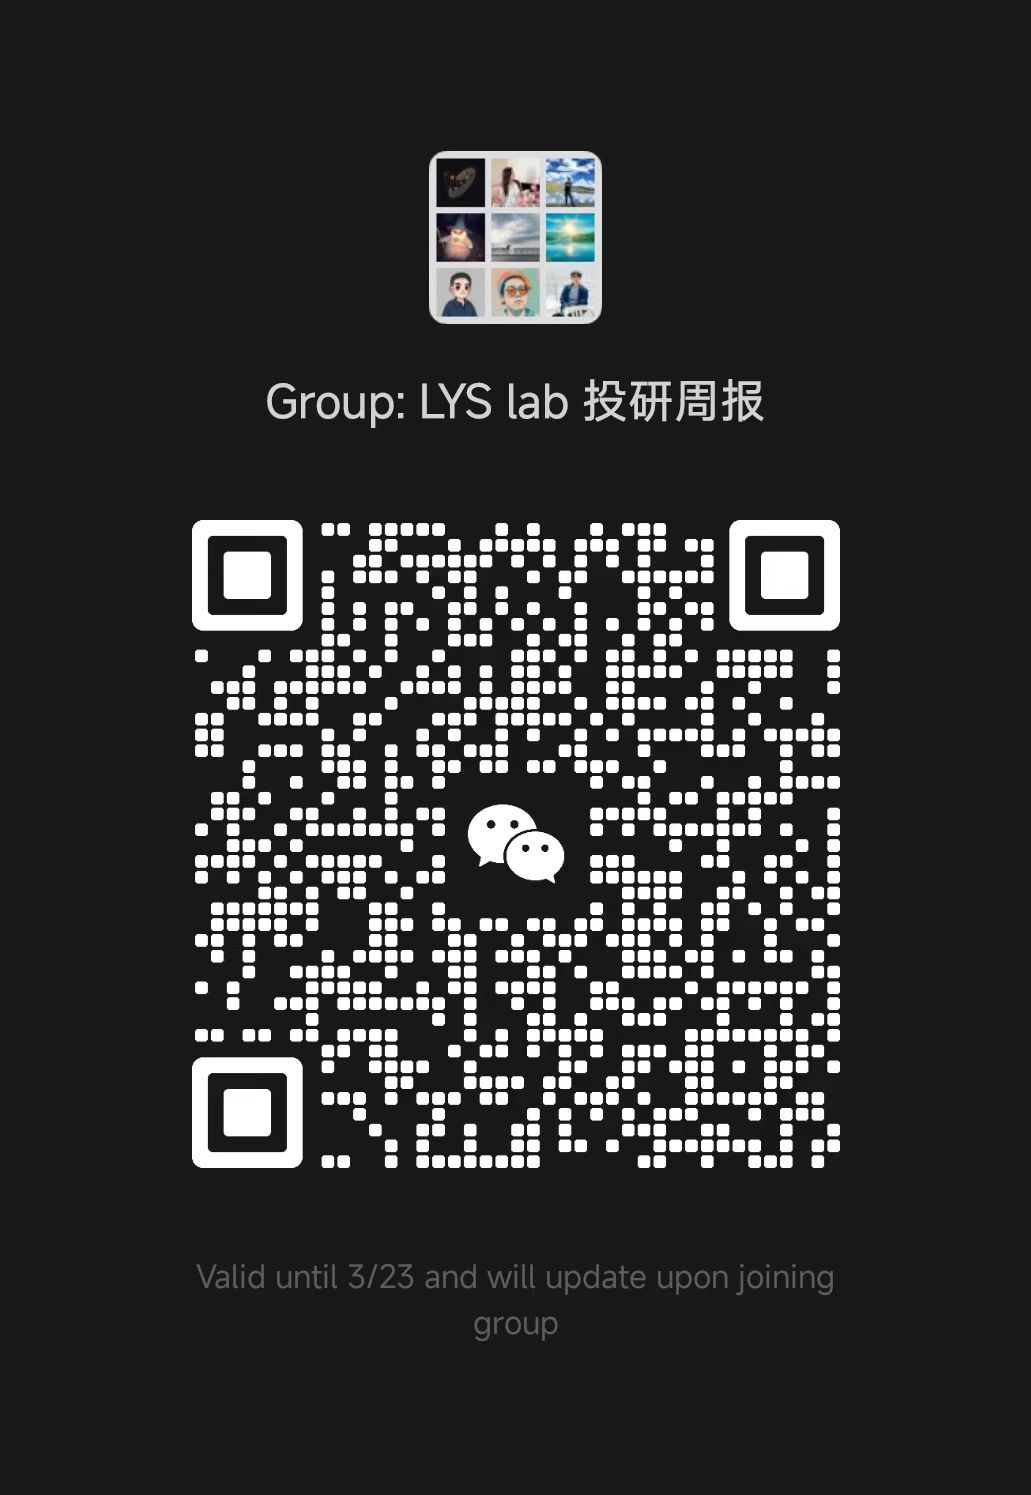 Group: LYS lab 投研周报
Valid until 3/23 and will update upon joining
group